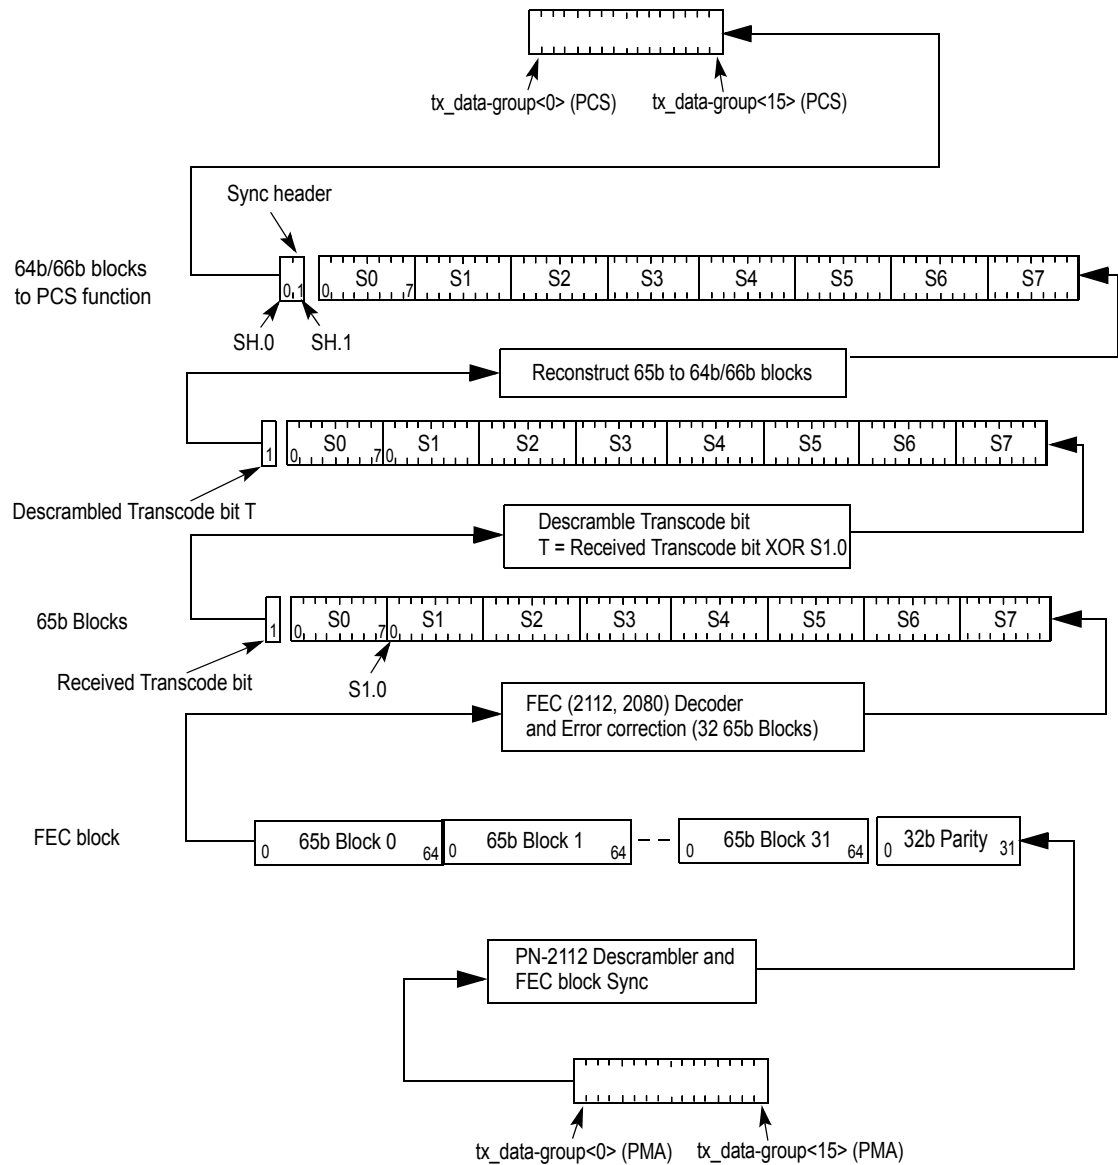 tx_data-group<0> (PCS) tx_data-group<15> (PCS)
Sync header
64b/66b blocks
to PCS function
0 1 0 S0 7 S1 S2 S3 S4 S5 S6 S7
SH.0 SH.1
Reconstruct 65b to 64b/66b blocks
1 0 S0 7 0 S1 S2 S3 S4 S5 S6 S7
Descrambled Transcode bit T
Descramble Transcode bit
T = Received Transcode bit XOR S1.0
65b Blocks
1 0 S0 7 0 S1 S2 S3 S4 S5 S6 S7
Received Transcode bit
S1.0
FEC (2112, 2080) Decoder
and Error correction (32 65b Blocks)
FEC block
0 65b Block 0 64 0 65b Block 1 64 0 65b Block 31 64 0 32b Parity 31
PN-2112 Descrambler and
FEC block Sync
tx_data-group<0> (PMA) tx_data-group<15> (PMA)